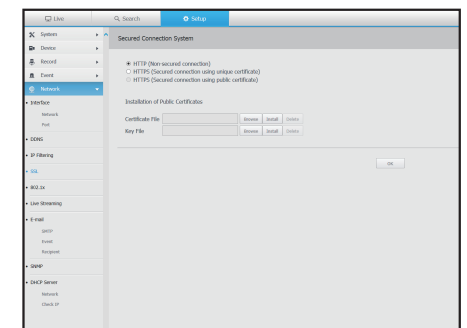 Live
Search
Setup
System
Device
Record
Event
Network
Interface
Network
Port
DDNS
IP Filtering
SSL
802.1x
Live Streaming
E-mail
SMTP
Event
Recipient
SNMP
DHCP Server
Network
Check IP
Secured Connection System
HTTP (Non-secured connection)
HTTPS (Secured connection using unique certificate)
HTTPS (Secured connection using public certificate)
Installation of Public Certificates
Certificate File Browse Install Delete
Key File Browse Install Delete
OK